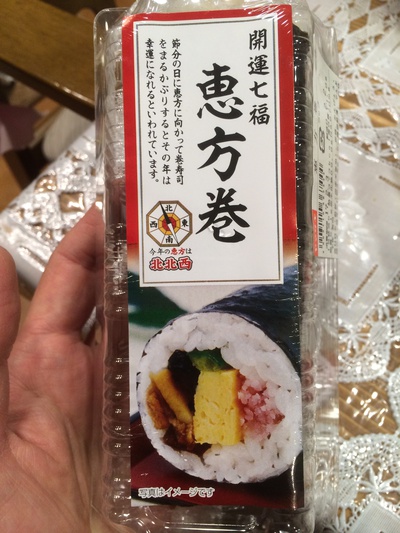 開運七福
恵方巻
節分の日に恵方に向かって巻寿司
をまるかぶりするとその年は
幸運になれるといわれています。
北
西
東
南
今年の恵方は
北北西
写真はイメージです